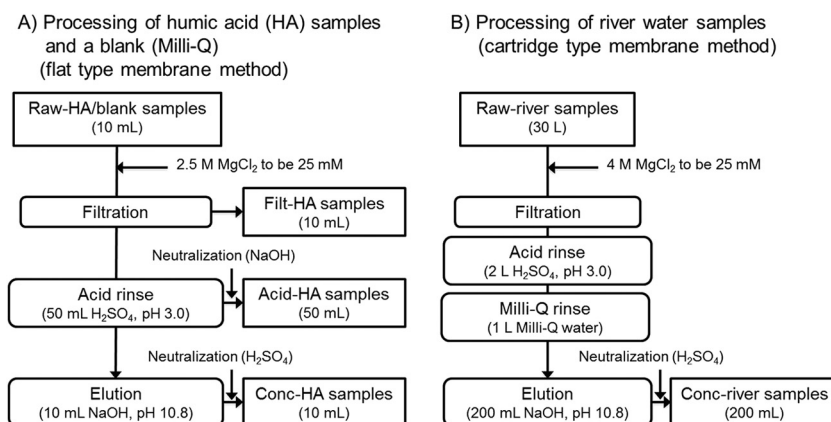 A) Processing of humic acid (HA) samples
and a blank (Milli-Q)
(flat type membrane method)
Raw-HA/blank samples
(10 mL)
2.5 M MgCl₂ to be 25 mM
Filtration
Filt-HA samples
(10 mL)
Neutralization (NaOH)
Acid rinse
(50 mL H₂SO₄, pH 3.0)
Acid-HA samples
(50 mL)
Neutralization (H₂SO₄)
Elution
(10 mL NaOH, pH 10.8)
Conc-HA samples
(10 mL)
B) Processing of river water samples
(cartridge type membrane method)
Raw-river samples
(30 L)
4 M MgCl₂ to be 25 mM
Filtration
Acid rinse
(2 L H₂SO₄, pH 3.0)
Milli-Q rinse
(1 L Milli-Q water)
Neutralization (H₂SO₄)
Elution
(200 mL NaOH, pH 10.8)
Conc-river samples
(200 mL)